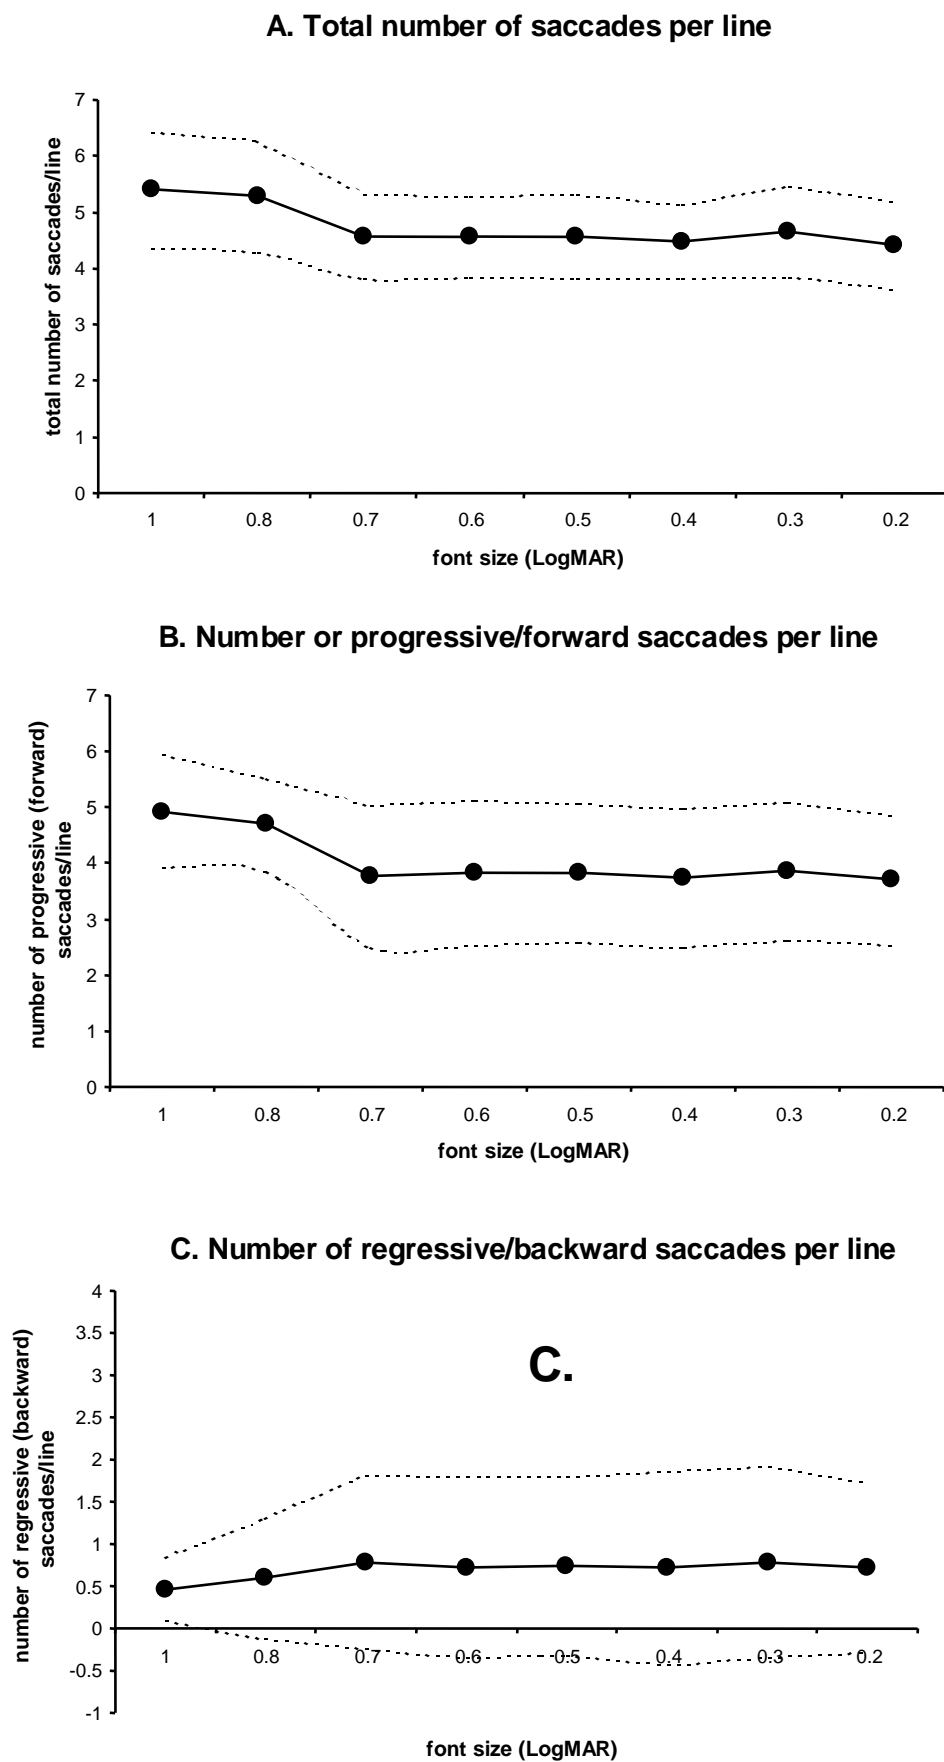 A. Total number of saccades per line
total number of saccades/line
7
6
5
4
3
2
1
0
1 0.8 0.7 0.6 0.5 0.4 0.3 0.2
font size (LogMAR)
B. Number or progressive/forward saccades per line
number of progressive (forward)
saccades/line
7
6
5
4
3
2
1
0
1 0.8 0.7 0.6 0.5 0.4 0.3 0.2
font size (LogMAR)
C. Number of regressive/backward saccades per line
number of regressive (backward)
saccades/line
C.
4
3.5
3
2.5
2
1.5
1
0.5
0
-0.5
-1
1 0.8 0.7 0.6 0.5 0.4 0.3 0.2
font size (LogMAR)